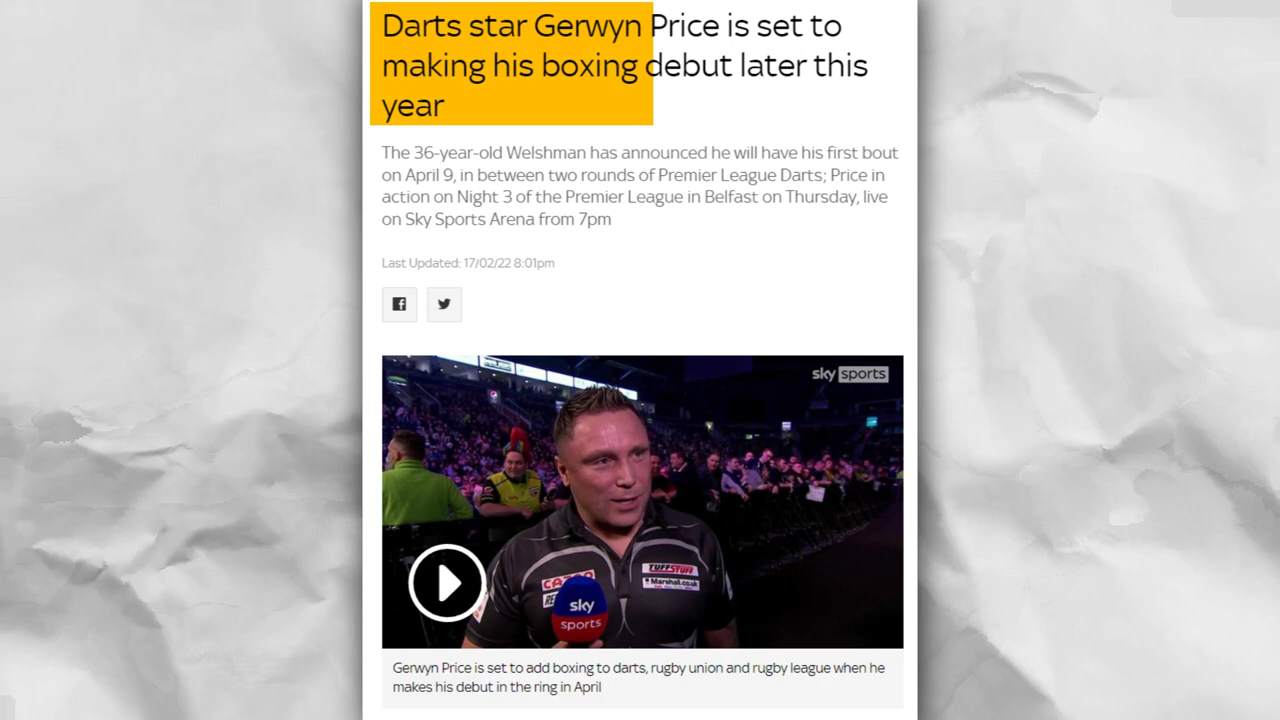 Darts star Gerwyn Price is set to
making his boxing debut later this
year
The 36-year-old Welshman has announced he will have his first bout
on April 9, in between two rounds of Premier League Darts; Price in
action on Night 3 of the Premier League in Belfast on Thursday, live
on Sky Sports Arena from 7pm
Last Updated: 17/02/22 8:01pm
sky sports
TUFFSTUFF
Marshall.co.uk
sky
sports
Gerwyn Price is set to add boxing to darts, rugby union and rugby league when he
makes his debut in the ring in April